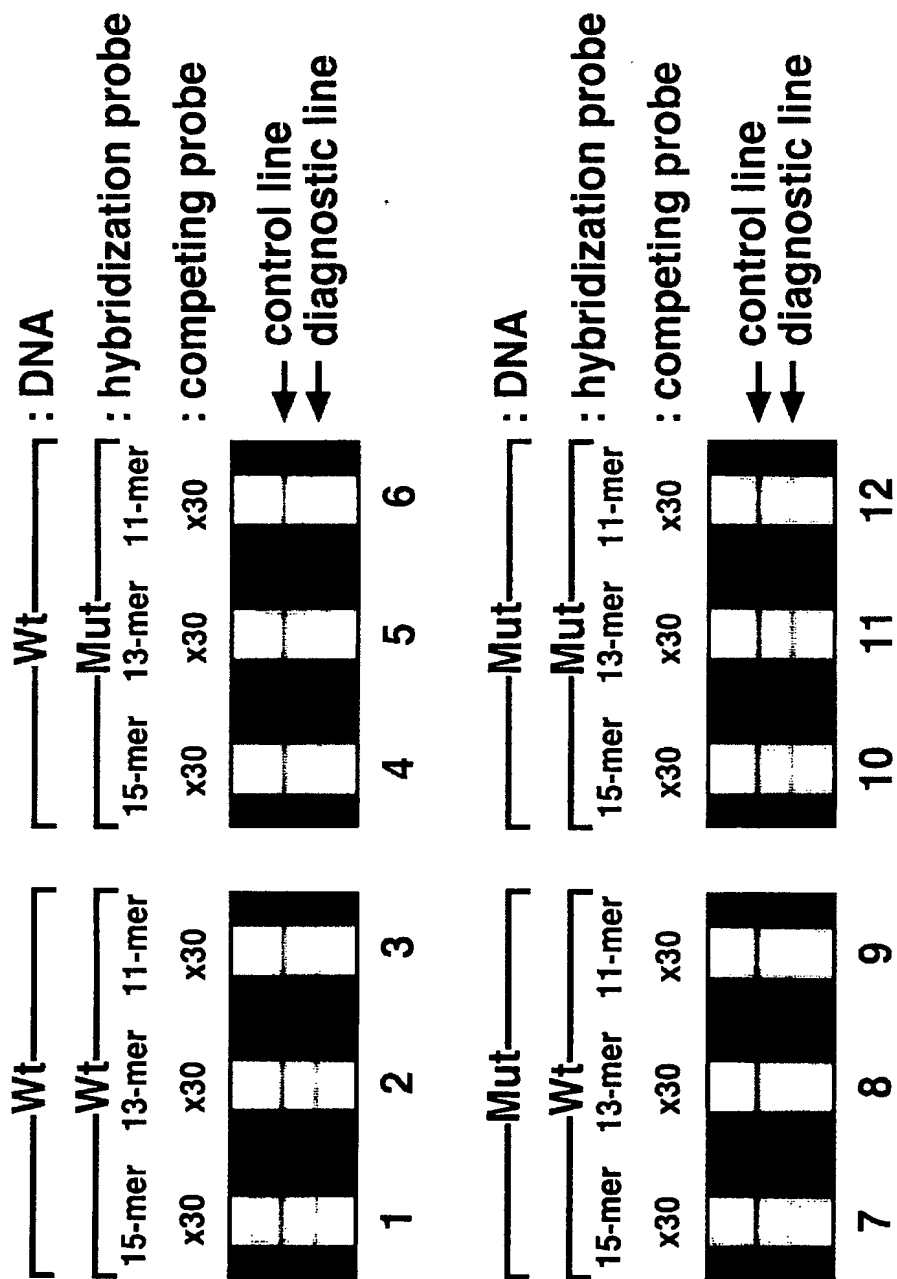 Wt Wt : DNA
Wt Mut : hybridization probe
15-mer 13-mer 11-mer 15-mer 13-mer 11-mer
x30 x30 x30 x30 x30 x30 : competing probe
control line
diagnostic line
1 2 3 4 5 6
Mut Mut : DNA
Wt Mut : hybridization probe
15-mer 13-mer 11-mer 15-mer 13-mer 11-mer
x30 x30 x30 x30 x30 x30 : competing probe
control line
diagnostic line
7 8 9 10 11 12